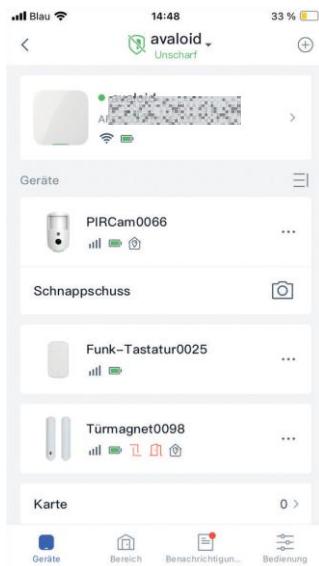 Blau 14:48 33 %
avaloid
Unscharf
Geräte
PIRCam0066
Schnappschuss
Funk-Tastatur0025
Türmagnet0098
Karte 0
Geräte Bereich Benachrichtigun... Bedienung